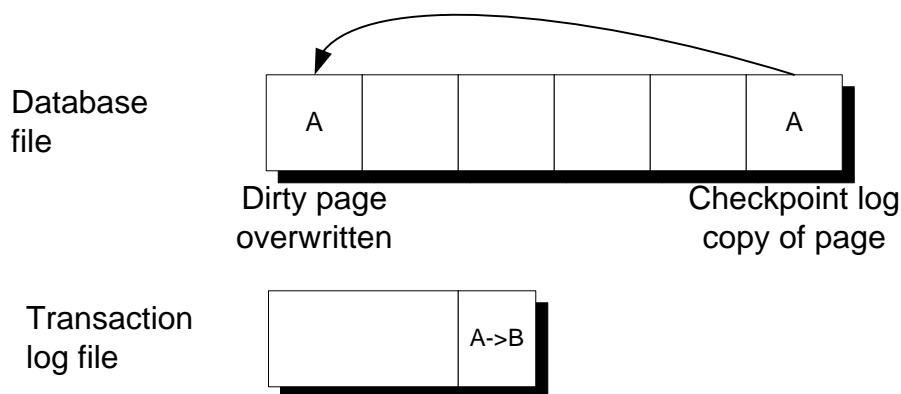 Database
file
A
A
Dirty page
overwritten
Checkpoint log
copy of page
Transaction
log file
A->B